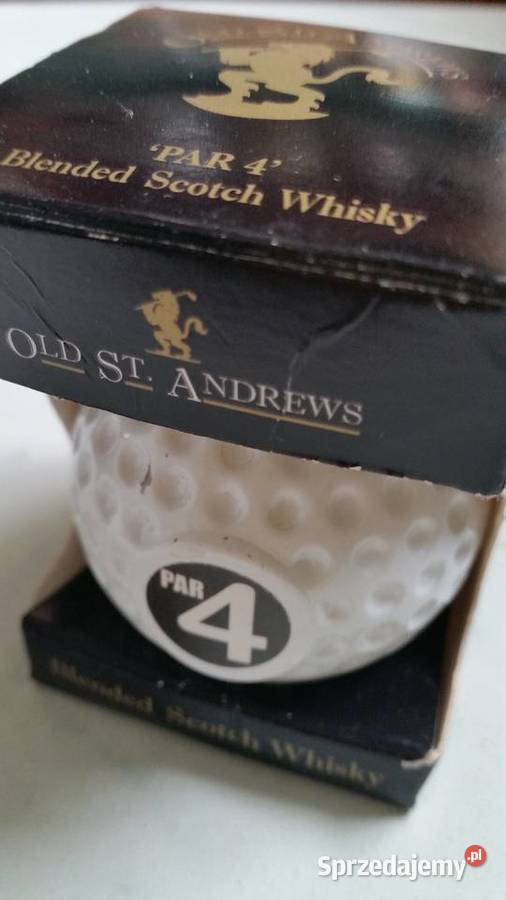 'PAR 4'
Blended Scotch Whisky
OLD ST. ANDREWS
PAR
4
Blended Scotch Whisky
Sprzedajemy.pl